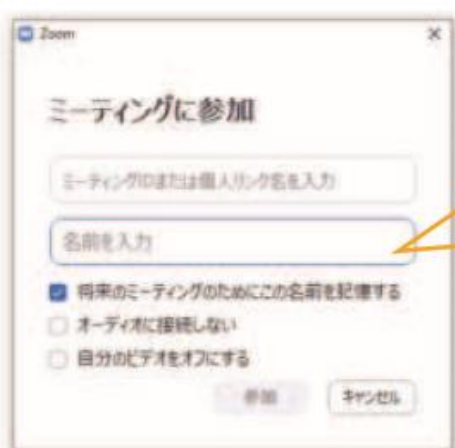 Zoom
ミーティングに参加
ミーティングIDまたは個人リンク名を入力
名前を入力
将来のミーティングのためにこの名前を記憶する
オーディオに接続しない
自分のビデオをオフにする
参加
キャンセル